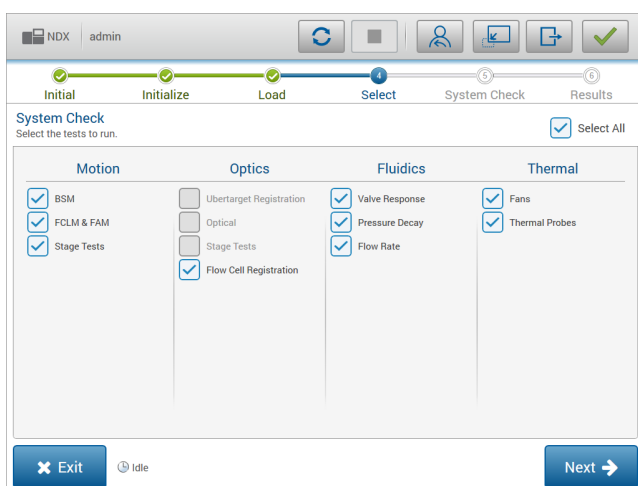 NDX admin
4 5 6
Initial Initialize Load Select System Check Results
System Check
Select the tests to run.
Select All
Motion Optics Fluidics Thermal
BSM Ubertarget Registration Valve Response Fans
FCLM & FAM Optical Pressure Decay Thermal Probes
Stage Tests Stage Tests Flow Rate
Flow Cell Registration
Exit Idle Next